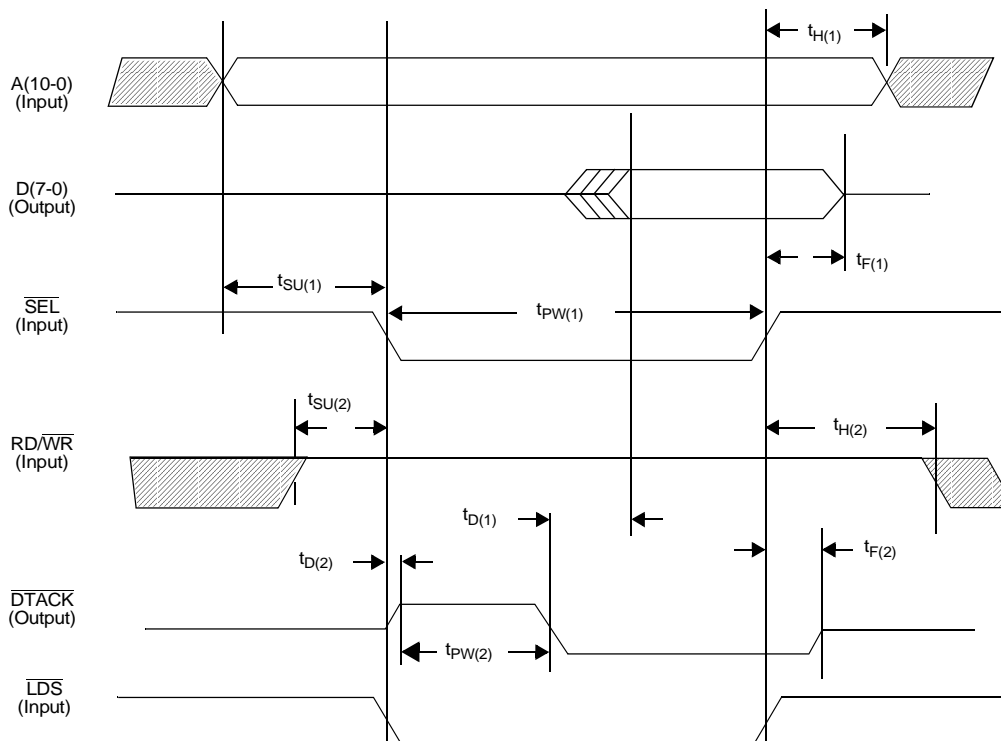 tH(1)
A(10-0)
(Input)
D(7-0)
(Output)
tF(1)
tSU(1)
SEL
(Input)
tPW(1)
tSU(2)
RD/WR
(Input)
tH(2)
tD(1)
tD(2)
tF(2)
DTACK
(Output)
tPW(2)
LDS
(Input)